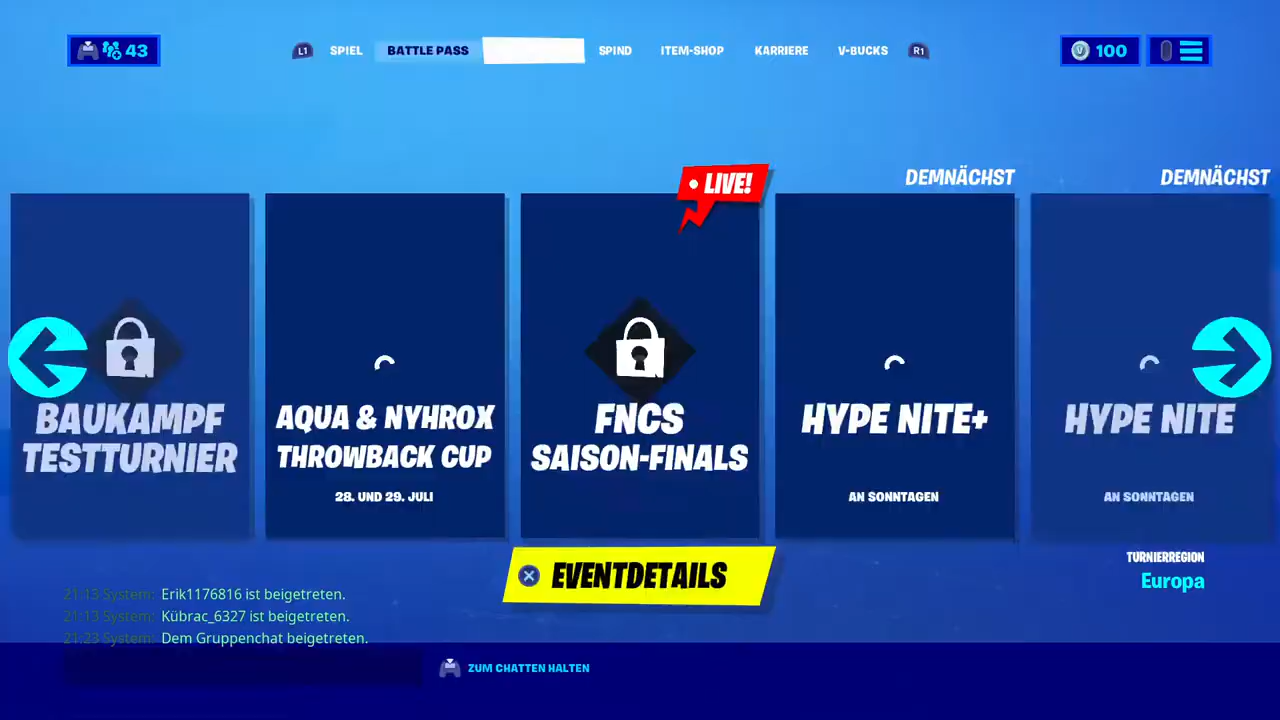 43
L1
SPIEL
BATTLE PASS
SPIND
ITEM-SHOP
KARRIERE
V-BUCKS
R1
V
100
LIVE!
DEMNÄCHST
DEMNÄCHST
BAUKAMPF
TESTTURNIER
AQUA & NYHROX
THROWBACK CUP
28. UND 29. JULI
FNCS
SAISON-FINALS
HYPE NITE+
AN SONNTAGEN
HYPE NITE
AN SONNTAGEN
EVENTDETAILS
TURNIERREGION
Europa
21:13 System: Erik1176816 ist beigetreten.
21:13 System: Kübrac_6327 ist beigetreten.
21:23 System: Dem Gruppenchat beigetreten.
ZUM CHATTEN HALTEN